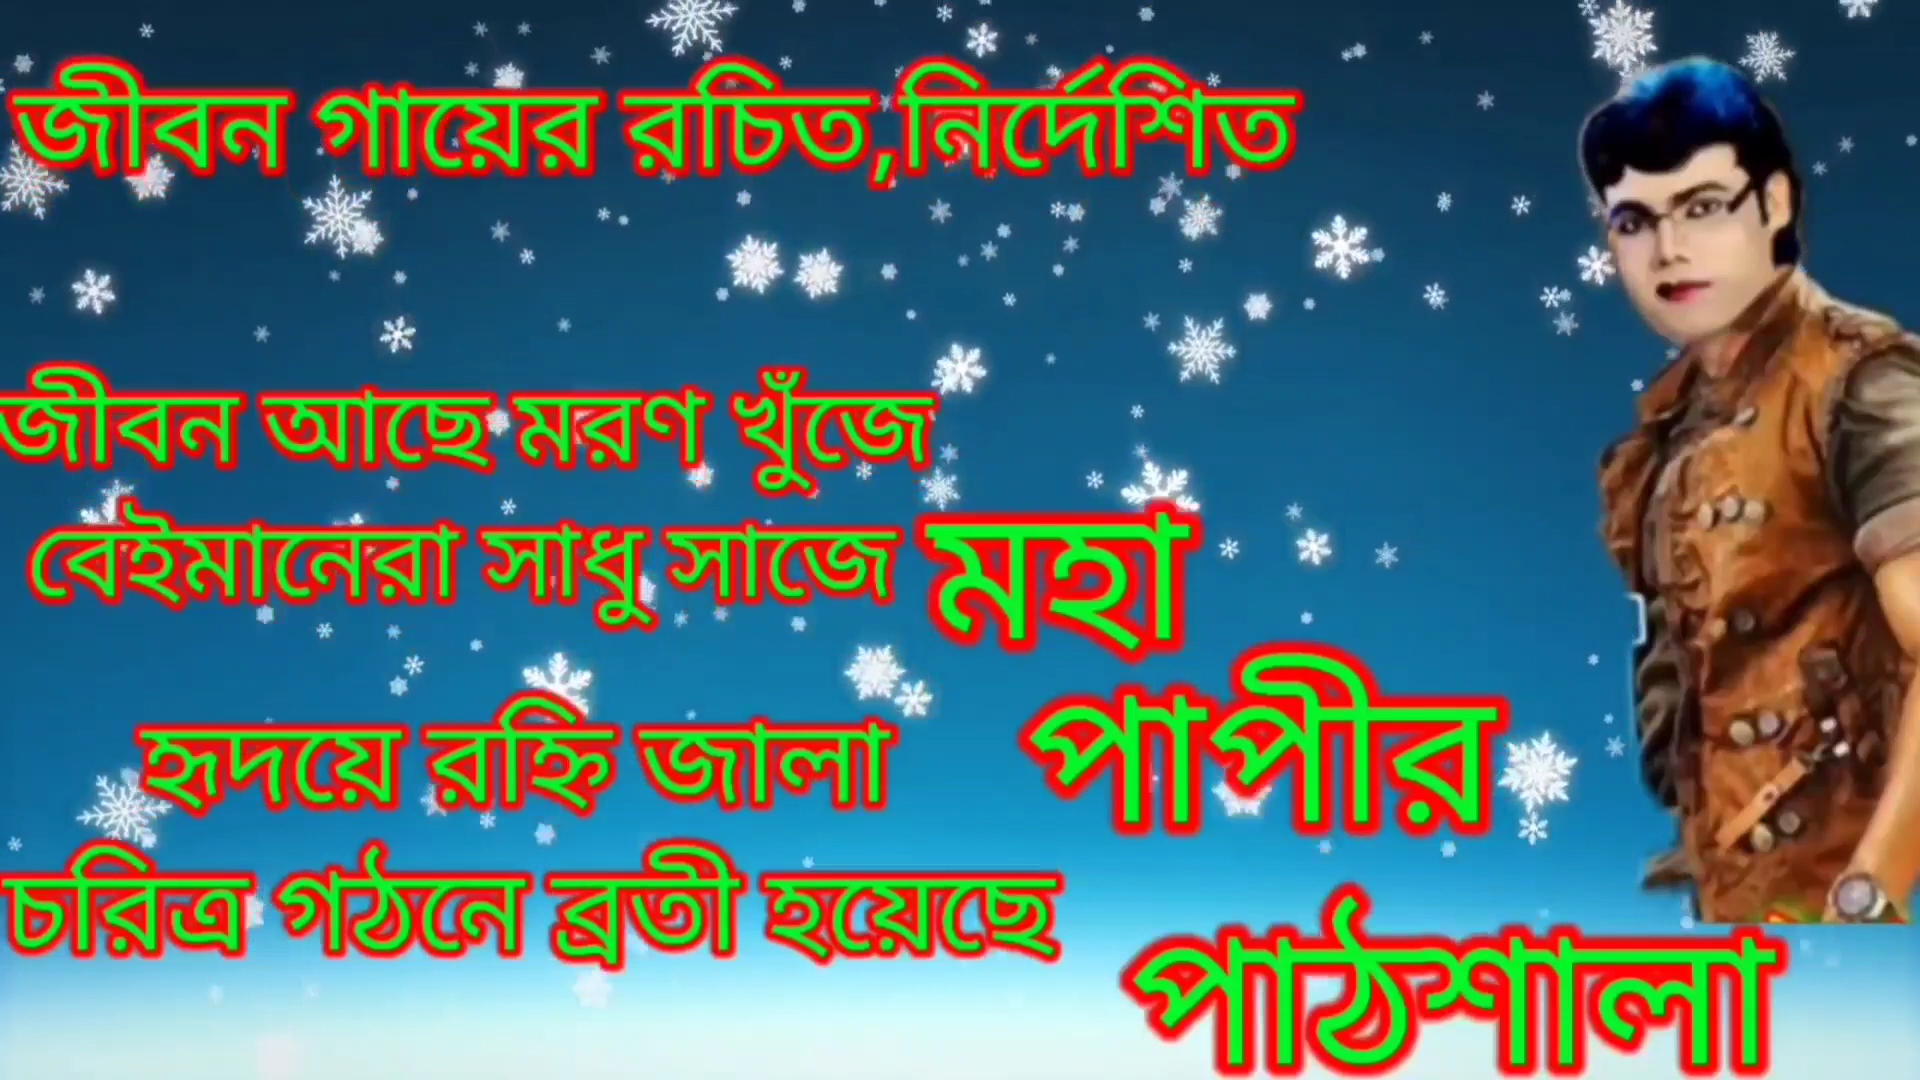 জীবন গায়ের রচিত,নির্দেশিত
জীবন আছে মরণ খুঁজে
বেইমানেরা সাধু সাজে
হৃদয়ে রহ্নি জালা
চরিত্র গঠনে ব্রতী হয়েছে
মহা
পাপীর
পাঠশালা